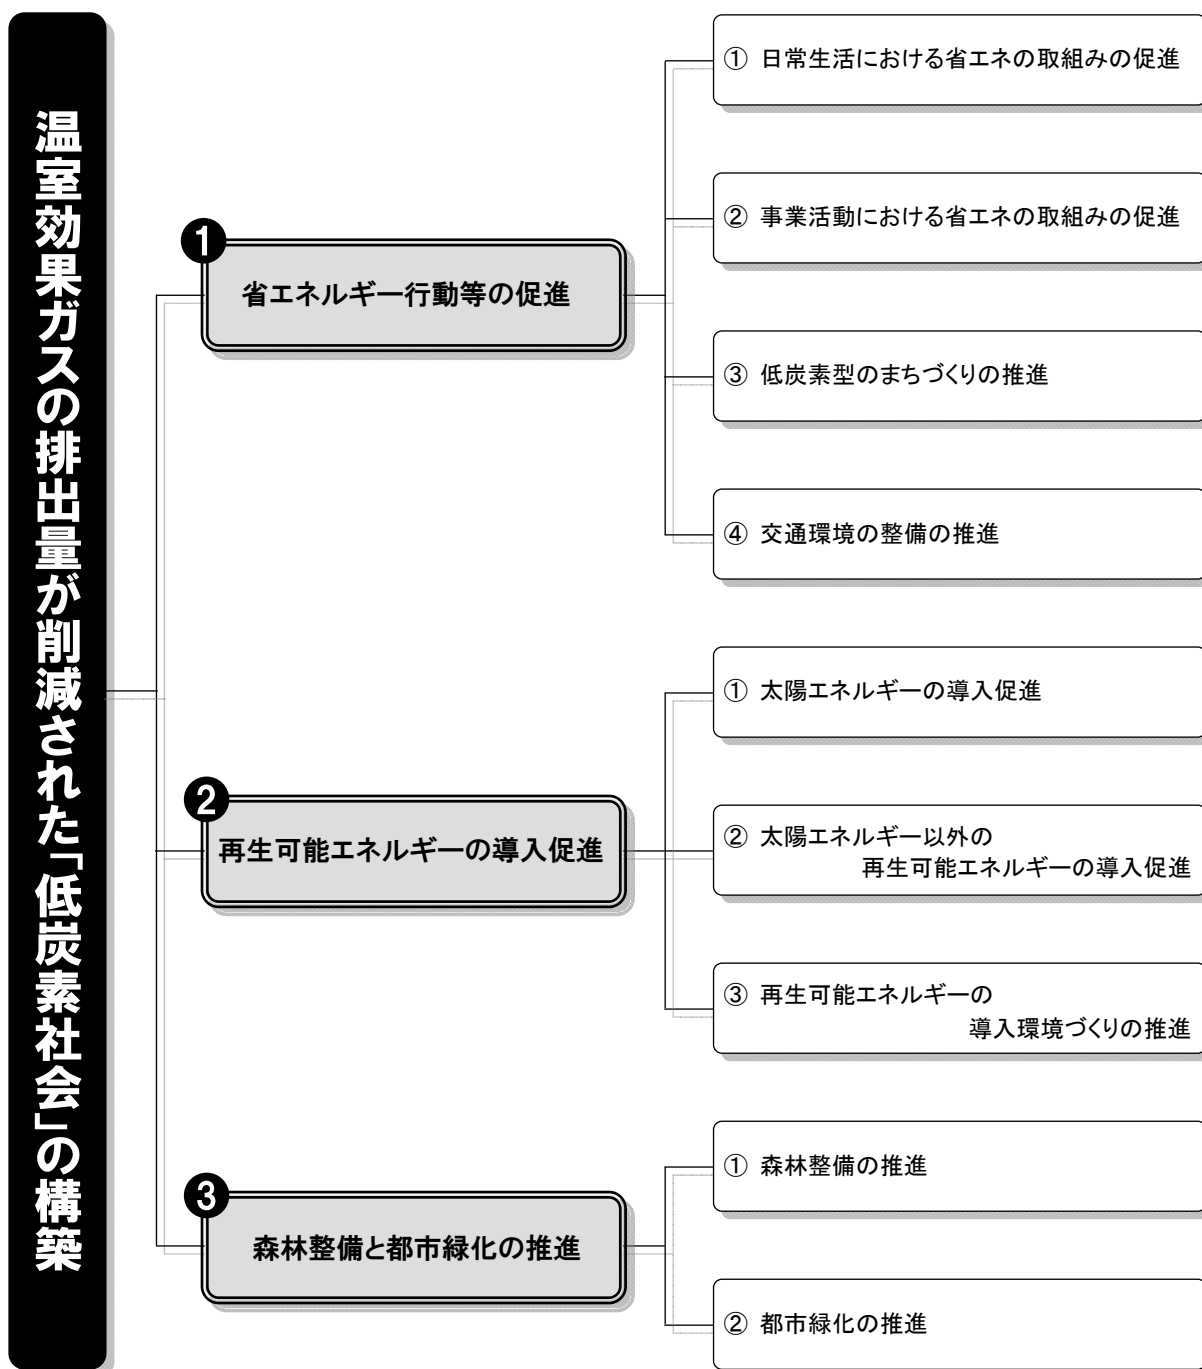 温室効果ガスの排出量が削減された「低炭素社会」の構築
1
省エネルギー行動等の促進
① 日常生活における省エネの取組みの促進
② 事業活動における省エネの取組みの促進
③ 低炭素型のまちづくりの推進
④ 交通環境の整備の推進
2
再生可能エネルギーの導入促進
① 太陽エネルギーの導入促進
② 太陽エネルギー以外の
再生可能エネルギーの導入促進
③ 再生可能エネルギーの
導入環境づくりの推進
3
森林整備と都市緑化の推進
① 森林整備の推進
② 都市緑化の推進